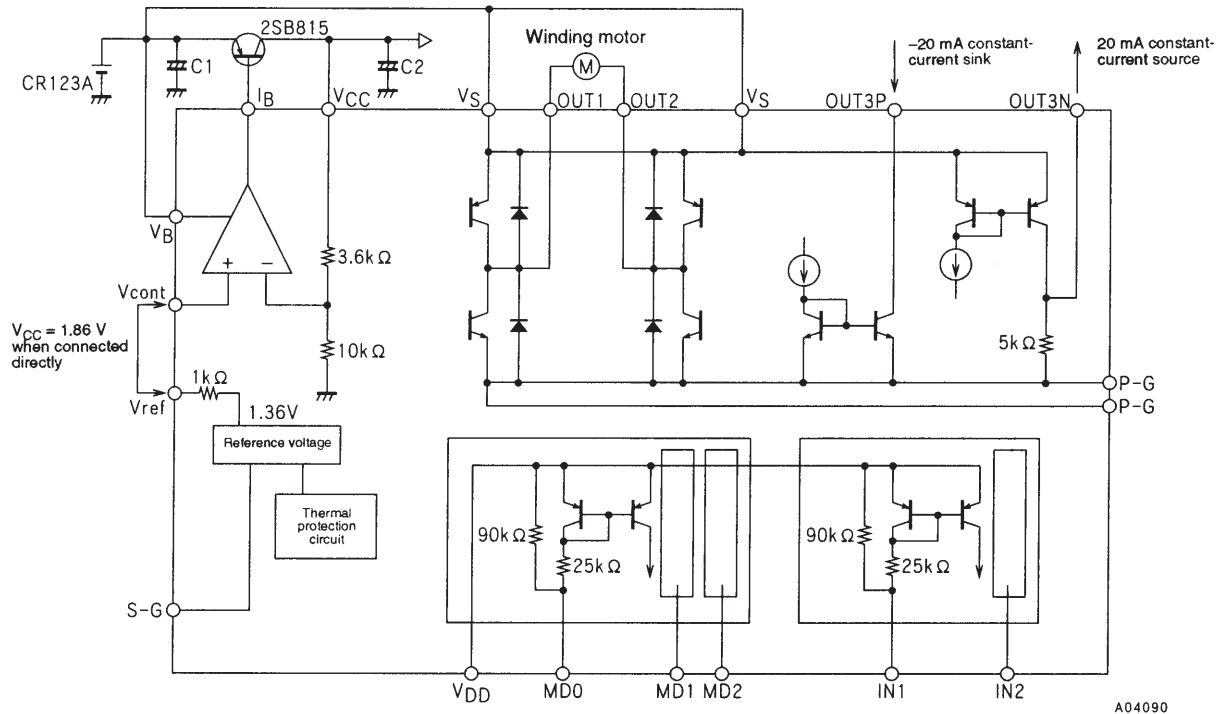 2SB815
Winding motor
–20 mA constant-
current sink
20 mA constant-
current source
M
C1
C2
CR123A
IB
VCC
VS
OUT1
OUT2
VS
OUT3P
OUT3N
VB
3.6kΩ
+
−
Vcont
VCC = 1.86 V
when connected
directly
10kΩ
5kΩ
1kΩ
P-G
P-G
Vref
1.36V
Reference voltage
Thermal
protection
circuit
90kΩ
25kΩ
90kΩ
25kΩ
S-G
VDD
MD0
MD1
MD2
IN1
IN2
A04090